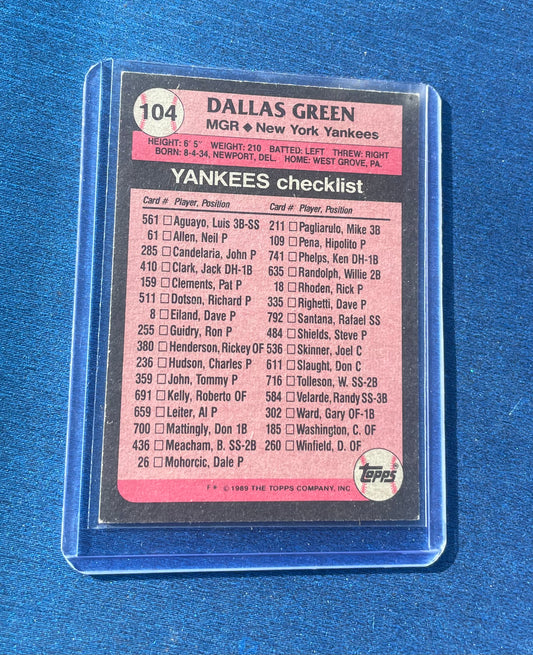 104
DALLAS GREEN
MGR ◆ New York Yankees
HEIGHT: 6' 5" WEIGHT: 210 BATTED: LEFT THREW: RIGHT
BORN: 8-4-34, NEWPORT, DEL. HOME: WEST GROVE, PA.
YANKEES checklist
Card # Player, Position
561 □ Aguayo, Luis 3B-SS
61 □ Allen, Neil P
285 □ Candelaria, John P
410 □ Clark, Jack DH-1B
159 □ Clements, Pat P
511 □ Dotson, Richard P
8 □ Eiland, Dave P
255 □ Guidry, Ron P
380 □ Henderson, Rickey OF
236 □ Hudson, Charles P
359 □ John, Tommy P
691 □ Kelly, Roberto OF
659 □ Leiter, Al P
700 □ Mattingly, Don 1B
436 □ Meacham, B. SS-2B
26 □ Mohorcic, Dale P
Card # Player, Position
211 □ Pagliarulo, Mike 3B
109 □ Pena, Hipolito P
741 □ Phelps, Ken DH-1B
635 □ Randolph, Willie 2B
18 □ Rhoden, Rick P
335 □ Righetti, Dave P
792 □ Santana, Rafael SS
484 □ Shields, Steve P
536 □ Skinner, Joel C
611 □ Slaught, Don C
716 □ Tolleson, W. SS-2B
584 □ Velarde, Randy SS-3B
302 □ Ward, Gary OF-1B
185 □ Washington, C. OF
260 □ Winfield, D. OF
Topps®
F* © 1989 THE TOPPS COMPANY, INC.